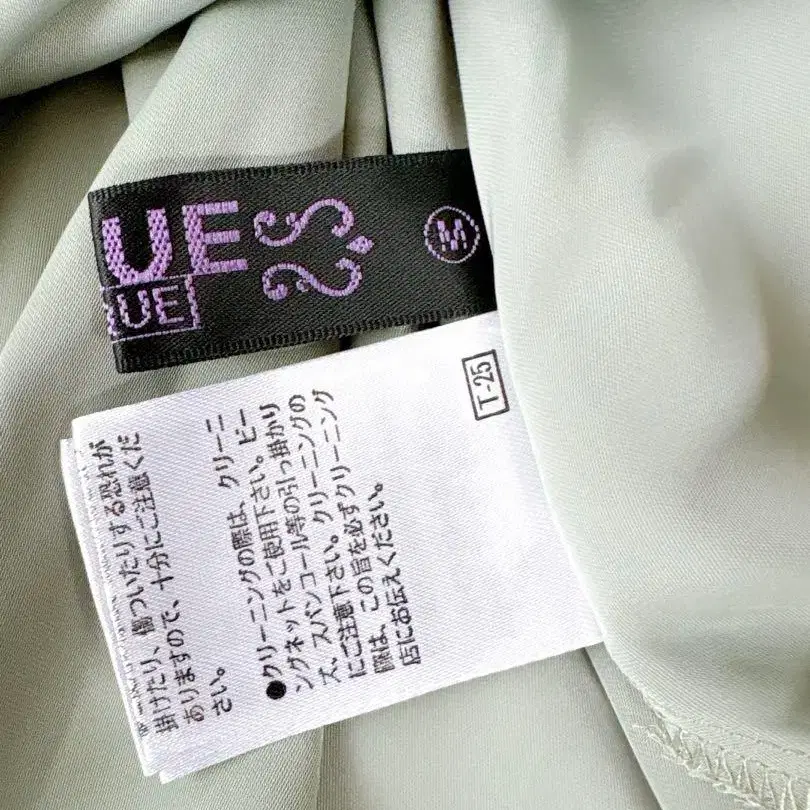 UE
UE
M
T-25
掛けたり、傷ついたりする恐れが
ありますので、十分にご注意くだ
さい。
●クリーニングの際は、クリーニ
ングネットをご使用下さい。ビー
ズ、スパンコール等の引っ掛かり
にご注意下さい。クリーニングの
際は、この旨を必ずクリーニング
店にお伝えください。